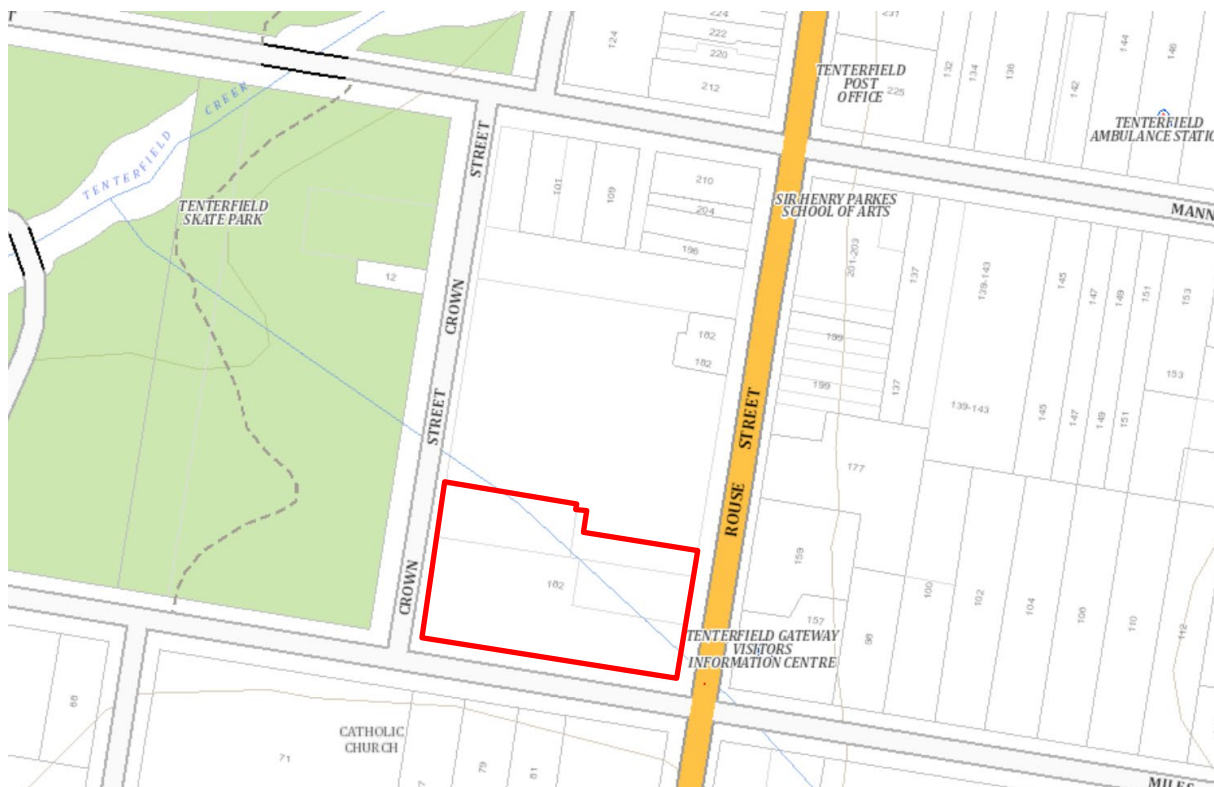 224
222
220
212
124
231
225
132
134
136
142
144
146
TENTERFIELD
POST
OFFICE
TENTERFIELD
AMBULANCE STATIO
TENTERFIELD CREEK
STREET
CROWN
TENTERFIELD
SKATE PARK
101
109
210
204
196
SIR HENRY PARKES
SCHOOL OF ARTS
MANN
201-203
137
139-143
145
147
149
151
153
12
182
182
199
199
137
139-143
145
147
149
151
153
STREET
STREET
177
ROUSE
CROWN
182
159
157
98
100
102
104
106
110
112
TENTERFIELD GATEWAY
VISITORS
INFORMATION CENTRE
68
CATHOLIC
CHURCH
71
79
81
MILES